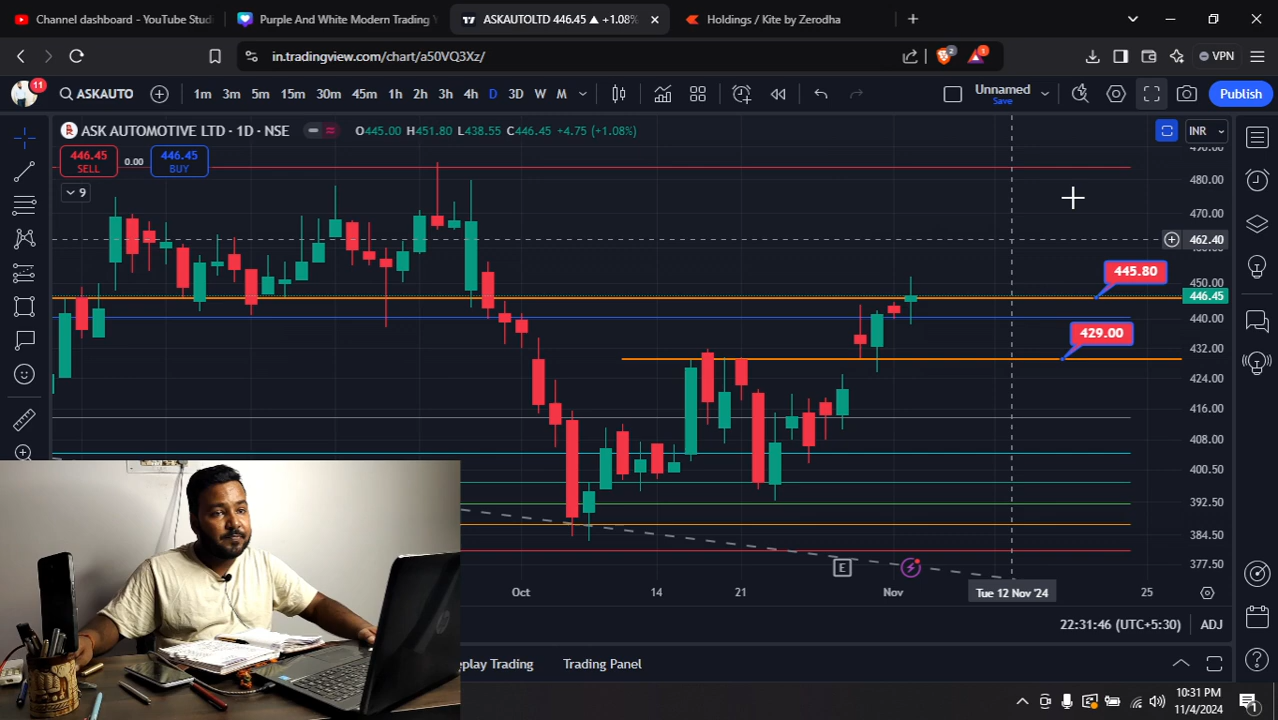 Channel dashboard - YouTube Studi
Purple And White Modern Trading Y
ASKAUTOLTD 446.45 ▲ +1.08%
Holdings / Kite by Zerodha
in.tradingview.com/chart/a50VQ3Xz/
2
3
VPN
11
ASKAUTO
1m 3m 5m 15m 30m 45m 1h 2h 3h 4h D 3D W M
Unnamed
Save
Publish
ASK AUTOMOTIVE LTD · 1D · NSE
O445.00 H451.80 L438.55 C446.45 +4.75 (+1.08%)
INR
446.45
SELL
0.00
446.45
BUY
9
480.00
470.00
462.40
445.80
450.00
446.45
440.00
429.00
432.00
424.00
416.00
408.00
400.50
392.50
384.50
377.50
E
Oct
14
21
Nov
Tue 12 Nov '24
25
22:31:46 (UTC+5:30)
ADJ
eplay Trading
Trading Panel
10:31 PM
11/4/2024
1